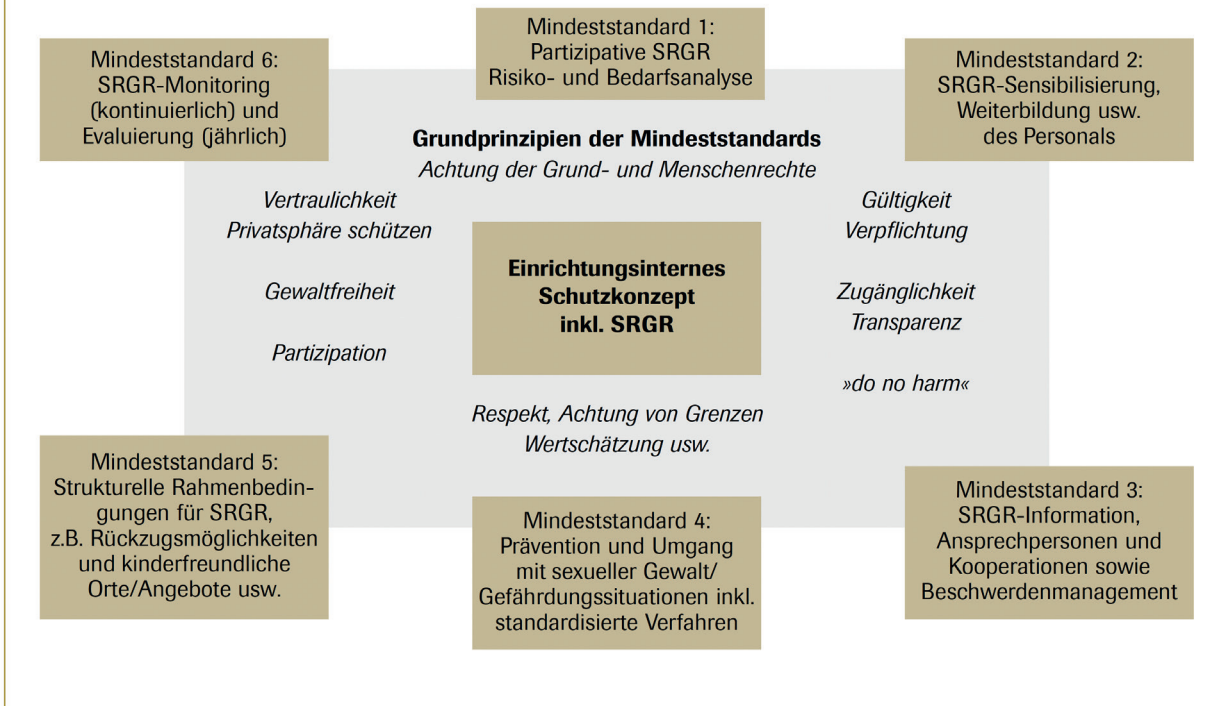 Mindeststandard 1:
Partizipative SRGR
Risiko- und Bedarfsanalyse
Mindeststandard 6:
SRGR-Monitoring
(kontinuierlich) und
Evaluierung (jährlich)
Mindeststandard 2:
SRGR-Sensibilisierung,
Weiterbildung usw.
des Personals
Grundprinzipien der Mindeststandards
Achtung der Grund- und Menschenrechte
Vertraulichkeit
Privatsphäre schützen
Gewaltfreiheit
Partizipation
Einrichtungsinternes
Schutzkonzept
inkl. SRGR
Gültigkeit
Verpflichtung
Zugänglichkeit
Transparenz
»do no harm«
Respekt, Achtung von Grenzen
Wertschätzung usw.
Mindeststandard 5:
Strukturelle Rahmenbedin-
gungen für SRGR,
z.B. Rückzugsmöglichkeiten
und kinderfreundliche
Orte/Angebote usw.
Mindeststandard 4:
Prävention und Umgang
mit sexueller Gewalt/
Gefährdungssituationen inkl.
standardisierte Verfahren
Mindeststandard 3:
SRGR-Information,
Ansprechpersonen und
Kooperationen sowie
Beschwerdenmanagement